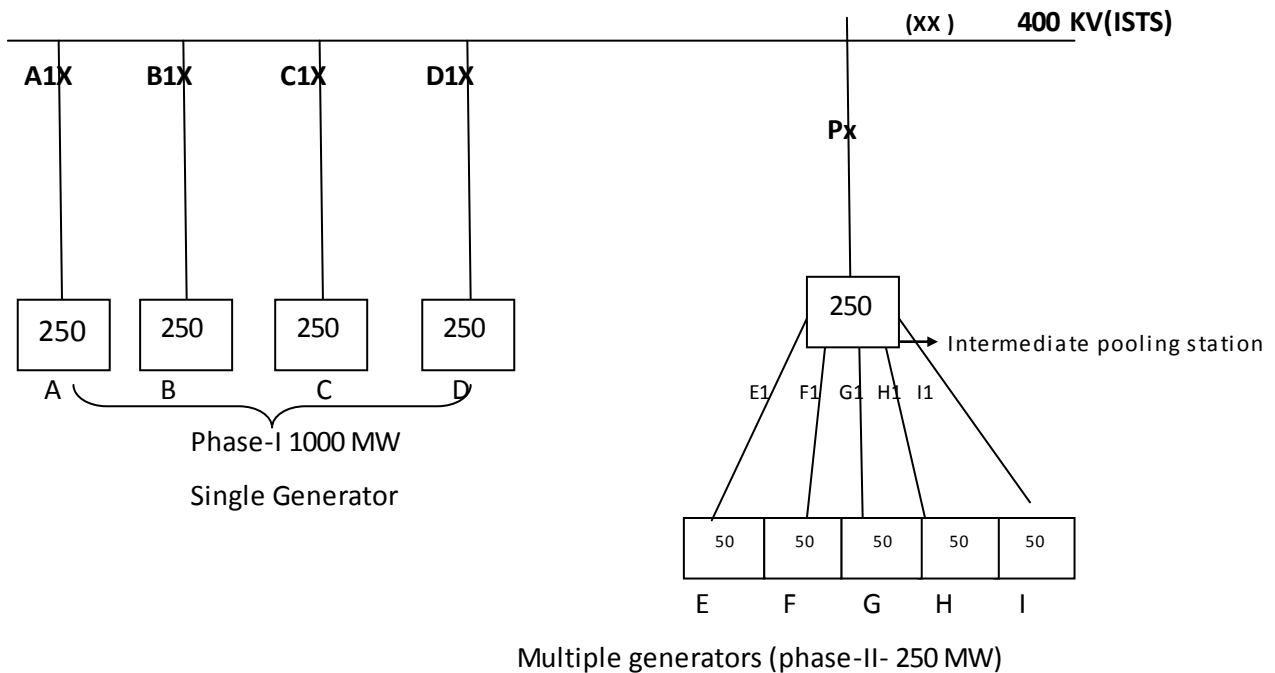 (XX ) 400 KV(ISTS)
A1X B1X C1X D1X
Px
250 250 250 250
250
Intermediate pooling station
A B C D
E1 F1 G1 H1 I1
Phase-I 1000 MW
Single Generator
50 50 50 50 50
E F G H I
Multiple generators (phase-II- 250 MW)